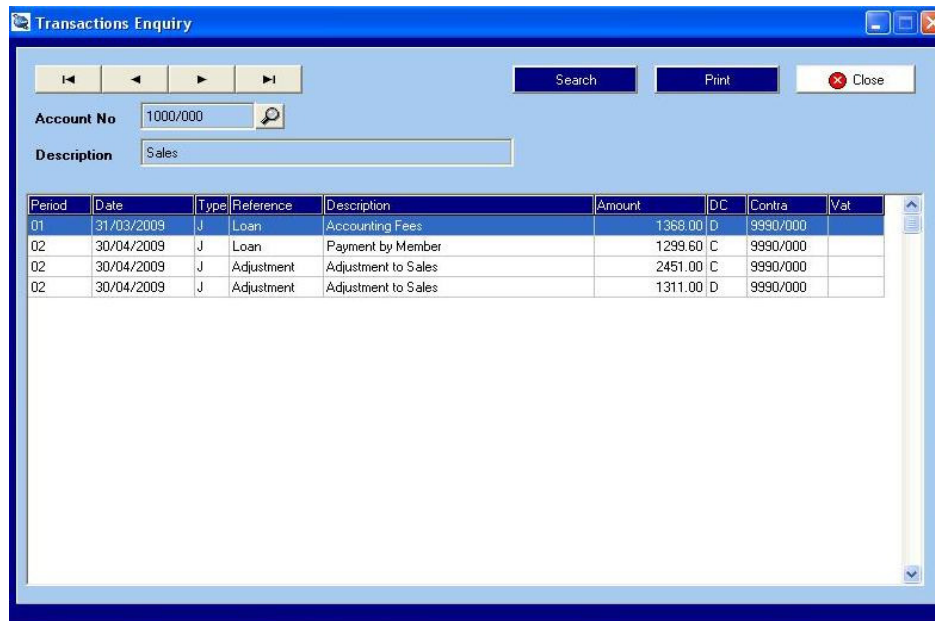 Transactions Enquiry
Search Print Close
Account No 1000/000
Description Sales
Period Date Type Reference Description Amount DC Contra Vat
01 31/03/2009 J Loan Accounting Fees 1368.00 D 9990/000
02 30/04/2009 J Loan Payment by Member 1299.60 C 9990/000
02 30/04/2009 J Adjustment Adjustment to Sales 2451.00 C 9990/000
02 30/04/2009 J Adjustment Adjustment to Sales 1311.00 D 9990/000